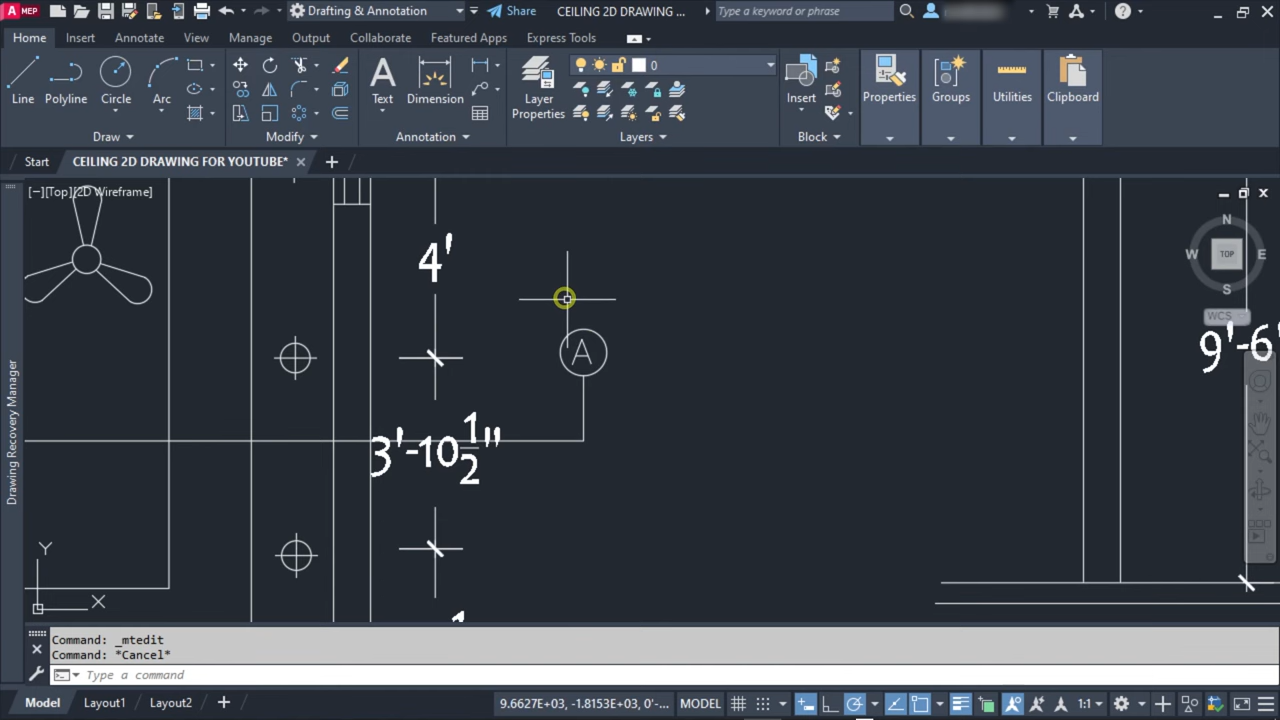 A MEP
Drafting & Annotation
Share
CEILING 2D DRAWING ...
Type a keyword or phrase
Home Insert Annotate View Manage Output Collaborate Featured Apps Express Tools
Line Polyline Circle Arc
Text Dimension
Layer Properties
0
Insert
Properties Groups Utilities Clipboard
Draw Modify Annotation Layers Block
Start CEILING 2D DRAWING FOR YOUTUBE*
[−][Top][2D Wireframe]
N
W TOP E
S
WCS
4'
9'-6'
A
3'-10 1/2"
Y
X
Drawing Recovery Manager
Command: _mtedit
Command: *Cancel*
Type a command
Model Layout1 Layout2
9.6627E+03, -1.8153E+03, 0'-... MODEL 1:1